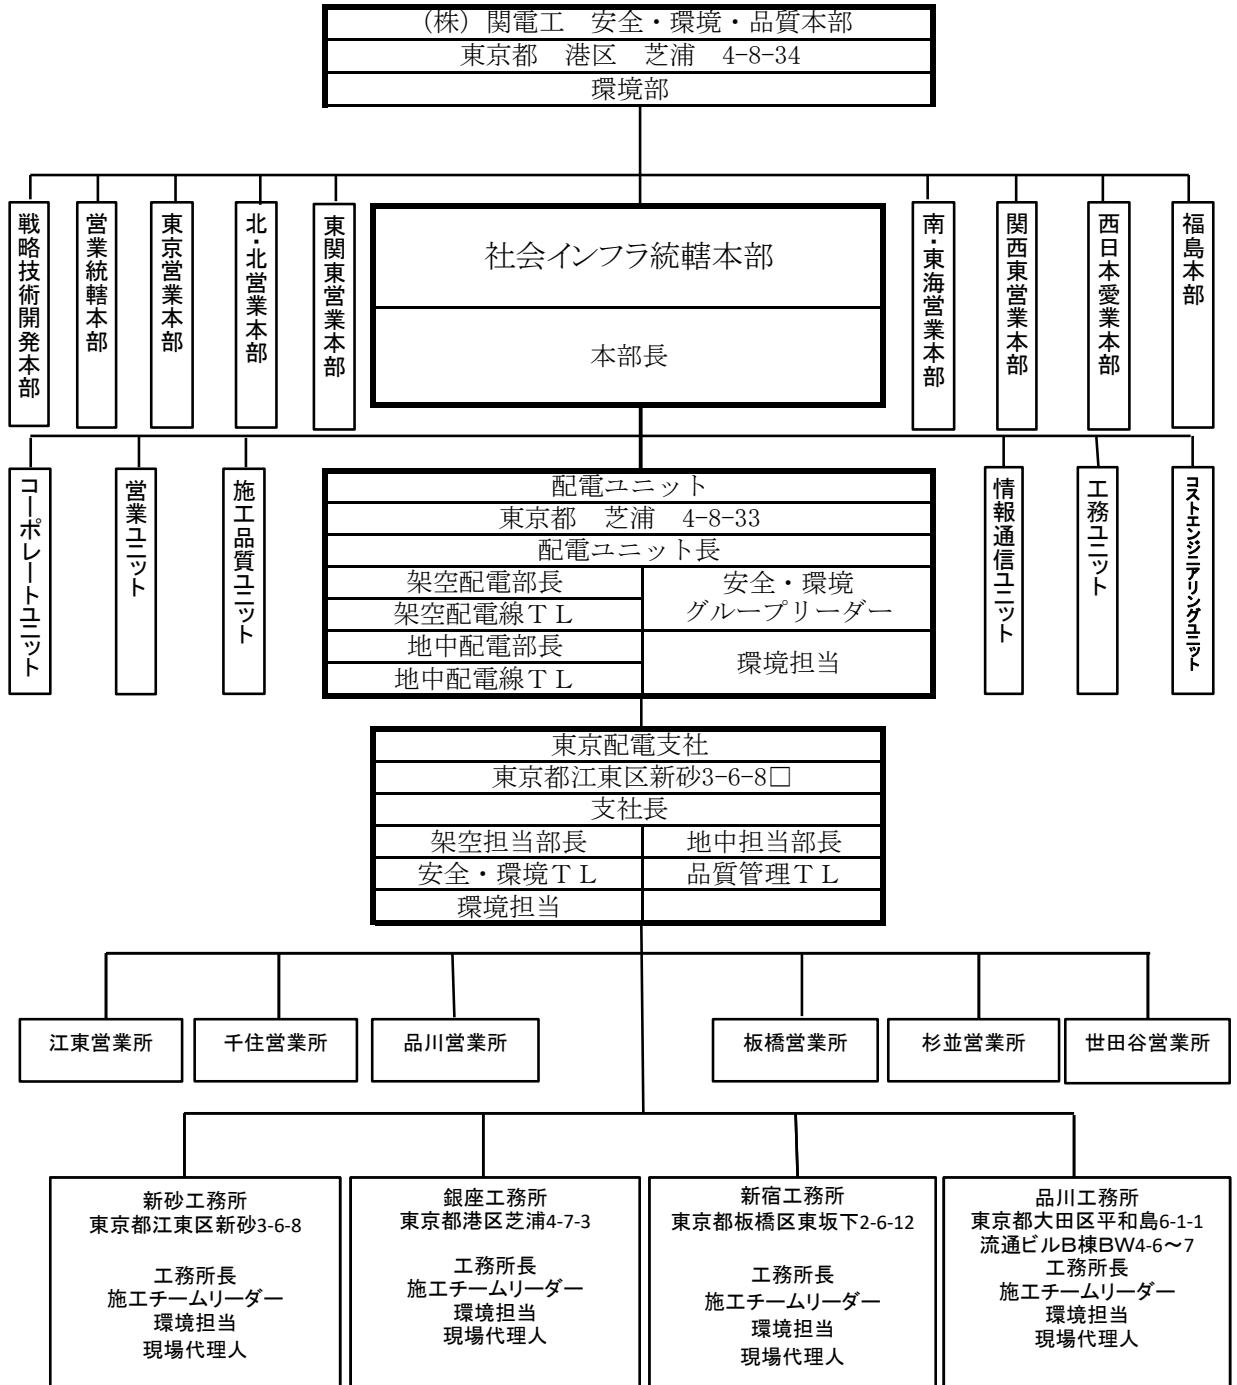 （株）関電工　安全・環境・品質本部
東京都　港区　芝浦　4-8-34
環境部
戦略技術開発本部
営業統轄本部
東京営業本部
北・北営業本部
東関東営業本部
社会インフラ統轄本部
本部長
南・東海営業本部
関西東営業本部
西日本愛業本部
福島本部
コーポレートユニット
営業ユニット
施工品質ユニット
配電ユニット
東京都　芝浦　4-8-33
配電ユニット長
架空配電部長
架空配電線ＴＬ
地中配電部長
地中配電線ＴＬ
安全・環境
グループリーダー
環境担当
情報通信ユニット
工務ユニット
コストエンジニアリングユニット
東京配電支社
東京都江東区新砂3-6-8□
支社長
架空担当部長　地中担当部長
安全・環境ＴＬ　品質管理ＴＬ
環境担当
江東営業所
千住営業所
品川営業所
板橋営業所
杉並営業所
世田谷営業所
新砂工務所
東京都江東区新砂3-6-8
工務所長
施工チームリーダー
環境担当
現場代理人
銀座工務所
東京都港区芝浦4-7-3
工務所長
施工チームリーダー
環境担当
現場代理人
新宿工務所
東京都板橋区東坂下2-6-12
工務所長
施工チームリーダー
環境担当
現場代理人
品川工務所
東京都大田区平和島6-1-1
流通ビルＢ棟ＢＷ4-6～7
工務所長
施工チームリーダー
環境担当
現場代理人